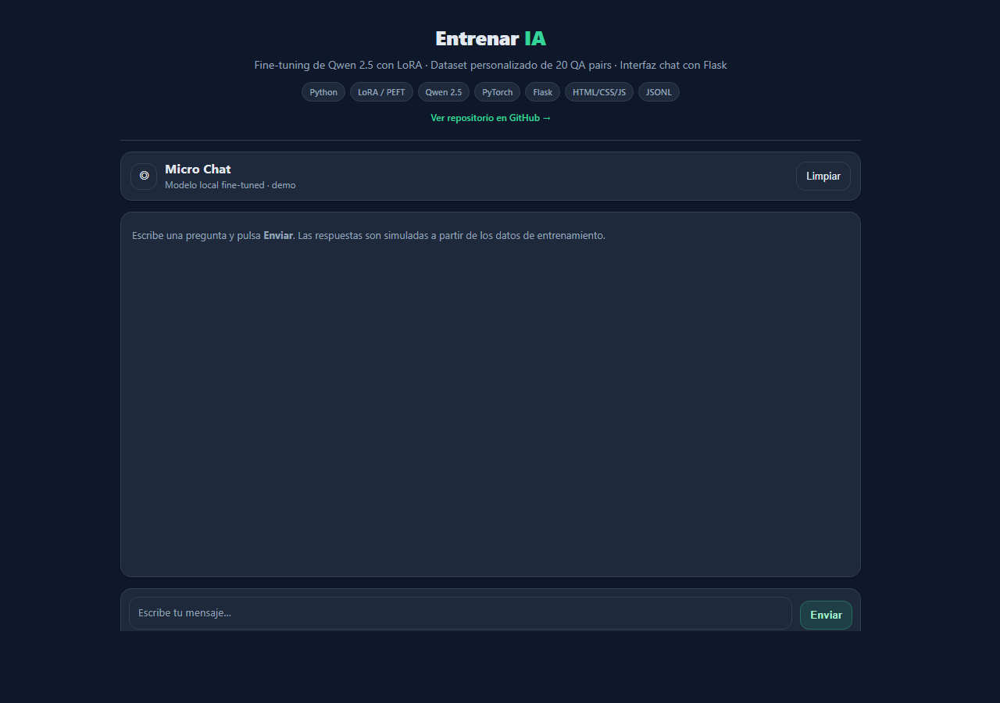 Entrenar IA
Fine-tuning de Qwen 2.5 con LoRA · Dataset personalizado de 20 QA pairs · Interfaz chat con Flask
Python LoRA / PEFT Qwen 2.5 PyTorch Flask HTML/CSS/JS JSONL
Ver repositorio en GitHub →
Micro Chat
Modelo local fine-tuned · demo
Limpiar
Escribe una pregunta y pulsa Enviar. Las respuestas son simuladas a partir de los datos de entrenamiento.
Escribe tu mensaje...
Enviar